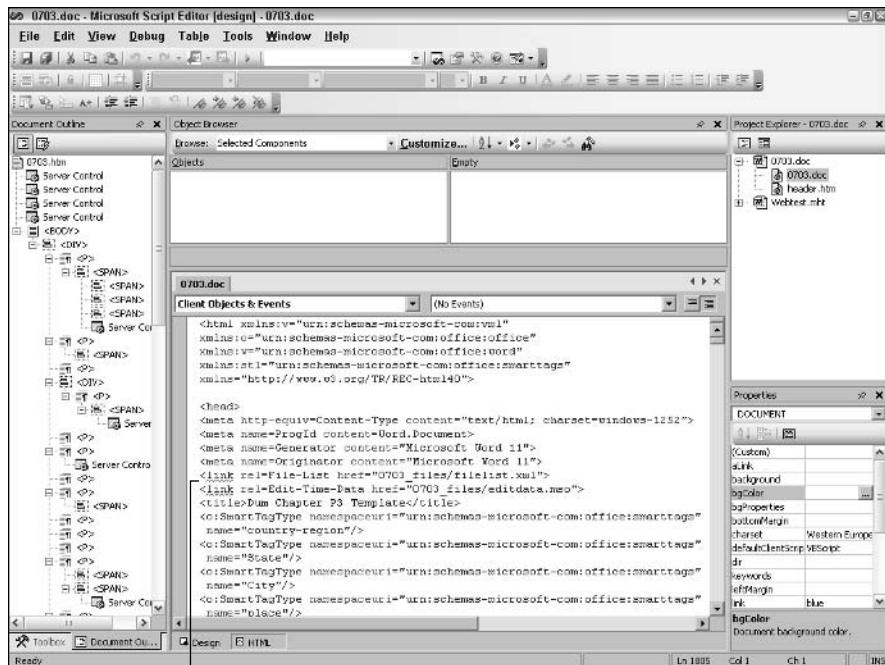 0703.doc - Microsoft Script Editor [design] - 0703.doc
File Edit View Debug Table Tools Window Help
Document Outline
0703.htm
Server Control
Server Control
Server Control
Server Control
<BODY>
<DIV>
<P>
<SPAN>
<SPAN>
<SPAN>
<SPAN>
Server Con
<P>
<SPAN>
<P>
<DIV>
<P>
<SPAN>
Server
<P>
<P>
Server Contro
<P>
<P>
<SPAN>
<P>
<P>
<P>
<SPAN>
<SPAN>
Server Con
<P>
Toolbox
Document Ou...
Object Browser
Browse: Selected Components
Customize...
Objects
Empty
0703.doc
Client Objects & Events
(No Events)
<html xmlns:v="urn:schemas-microsoft-com:vml"
xmlns:o="urn:schemas-microsoft-com:office:office"
xmlns:w="urn:schemas-microsoft-com:office:word"
xmlns:st1="urn:schemas-microsoft-com:office:smarttags"
xmlns="http://www.w3.org/TR/REC-html40">
<head>
<meta http-equiv=Content-Type content="text/html; charset=windows-1252">
<meta name=ProgId content=Word.Document>
<meta name=Generator content="Microsoft Word 11">
<meta name=Originator content="Microsoft Word 11">
<link rel=File-List href="0703_files/filelist.xml">
<link rel=Edit-Time-Data href="0703_files/editdata.mso">
<title>Dum Chapter P3 Template</title>
<o:SmartTagType namespaceuri="urn:schemas-microsoft-com:office:smarttags"
name="country-region"/>
<o:SmartTagType namespaceuri="urn:schemas-microsoft-com:office:smarttags"
name="State"/>
<o:SmartTagType namespaceuri="urn:schemas-microsoft-com:office:smarttags"
name="City"/>
<o:SmartTagType namespaceuri="urn:schemas-microsoft-com:office:smarttags"
name="place"/>
Design
HTML
Project Explorer - 0703.doc
0703.doc
0703.doc
header.htm
Webtest.mht
Properties
DOCUMENT
(Custom)
aLink
background
bgColor
bgProperties
bottomMargin
charset Western Europe
defaultClientScrip VBScript
dir
keywords
leftMargin
link blue
bgColor
Document background color.
Ready
Ln 1005 Col 1 Ch 1 INS